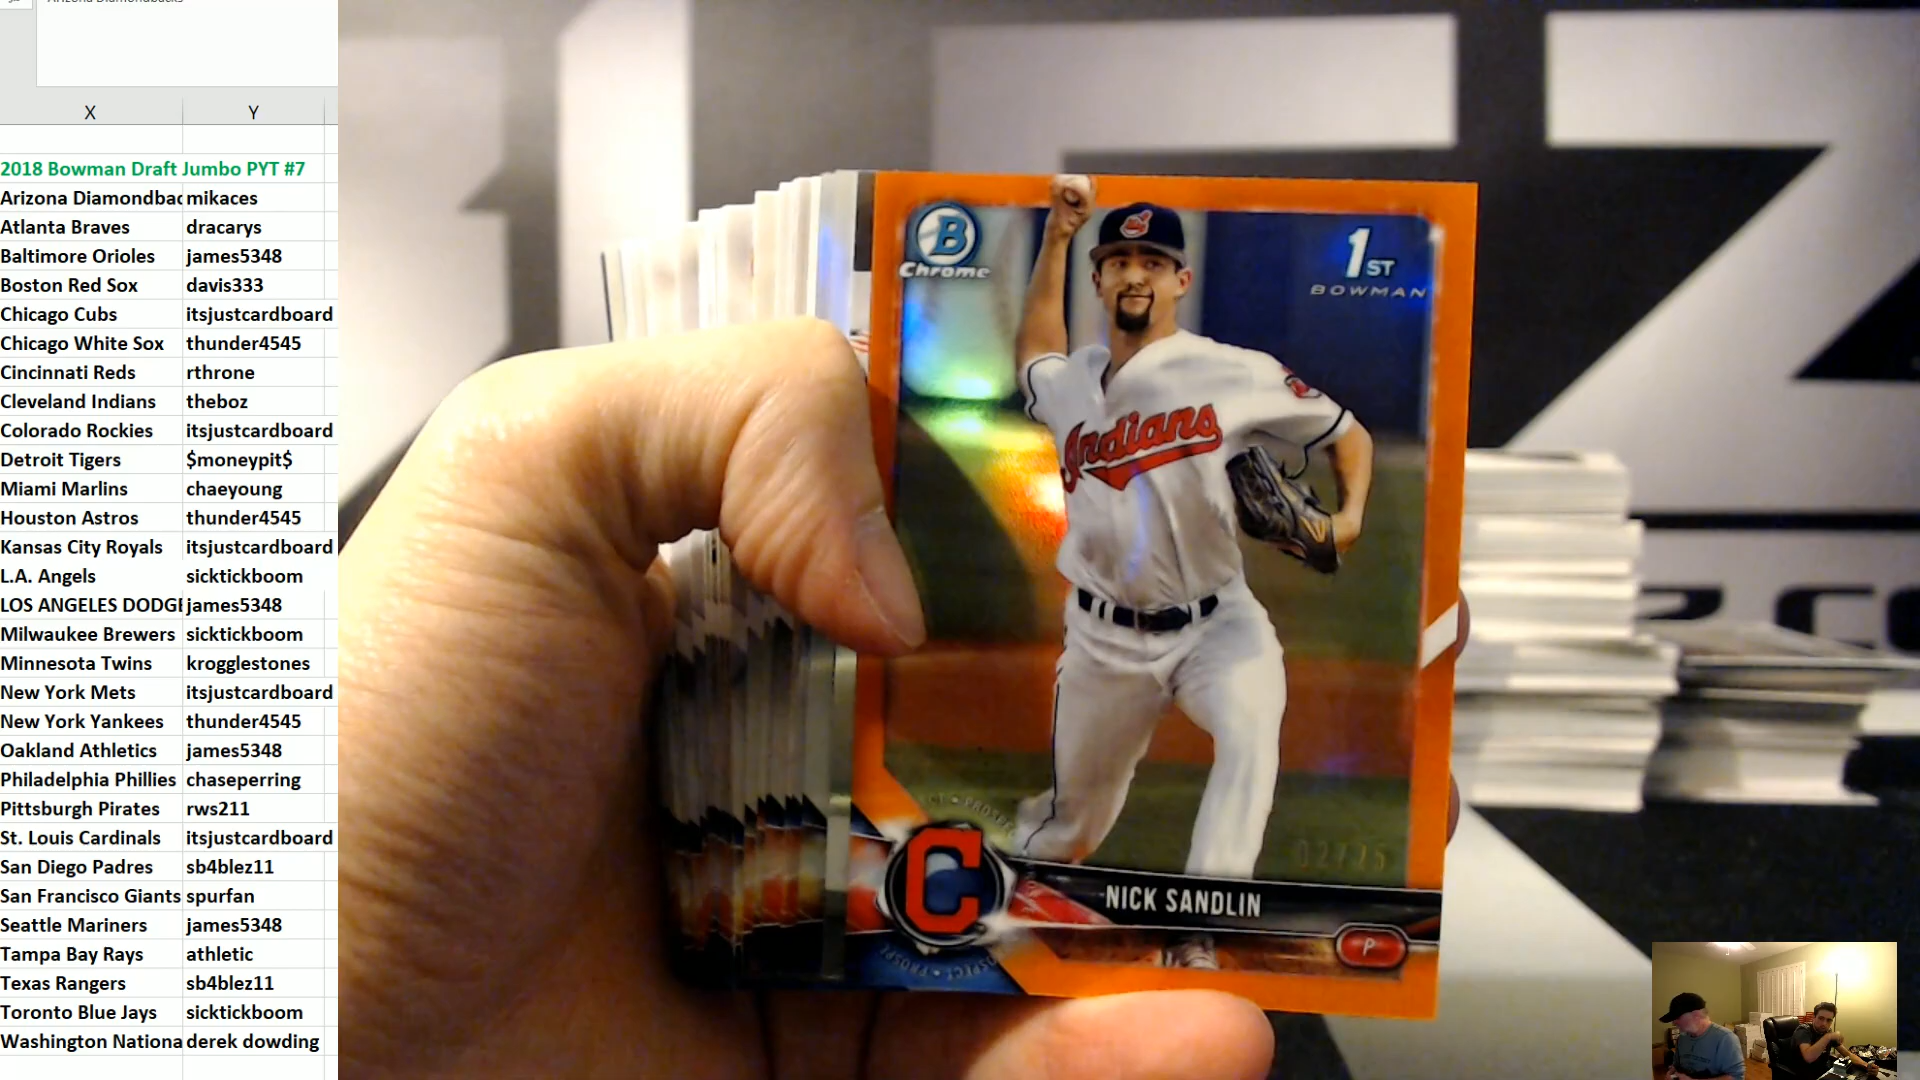 X Y
2018 Bowman Draft Jumbo PYT #7
Arizona Diamondbac mikaces
Atlanta Braves dracarys
Baltimore Orioles james5348
Boston Red Sox davis333
Chicago Cubs itsjustcardboard
Chicago White Sox thunder4545
Cincinnati Reds rthrone
Cleveland Indians theboz
Colorado Rockies itsjustcardboard
Detroit Tigers $moneypit$
Miami Marlins chaeyoung
Houston Astros thunder4545
Kansas City Royals itsjustcardboard
L.A. Angels sicktickboom
LOS ANGELES DODGE james5348
Milwaukee Brewers sicktickboom
Minnesota Twins krogglestones
New York Mets itsjustcardboard
New York Yankees thunder4545
Oakland Athletics james5348
Philadelphia Phillies chaseperring
Pittsburgh Pirates rws211
St. Louis Cardinals itsjustcardboard
San Diego Padres sb4blez11
San Francisco Giants spurfan
Seattle Mariners james5348
Tampa Bay Rays athletic
Texas Rangers sb4blez11
Toronto Blue Jays sicktickboom
Washington Nationa derek dowding
B
Chrome
1ST
BOWMAN
Indians
02/25
C
NICK SANDLIN
P